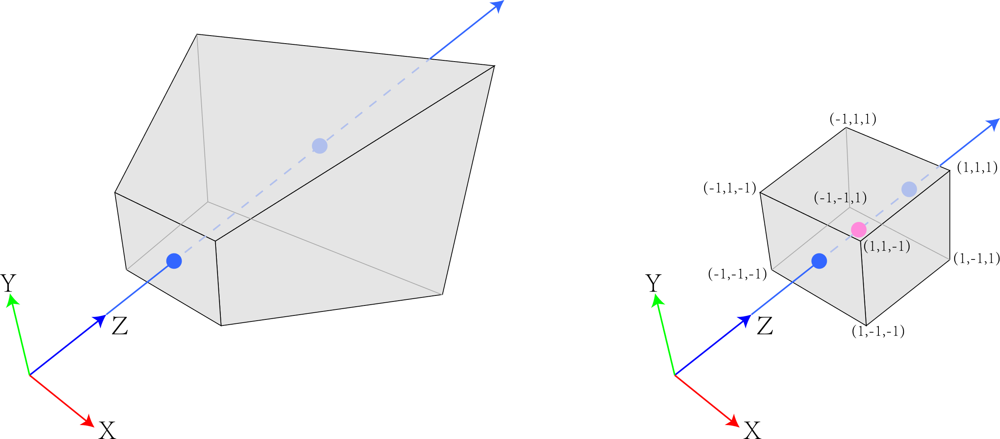 (-1,1,1)
(1,1,1)
(-1,1,-1)
(-1,-1,1)
(1,1,-1)
(1,-1,1)
(-1,-1,-1)
Y
Y
Z
Z
(1,-1,-1)
X
X